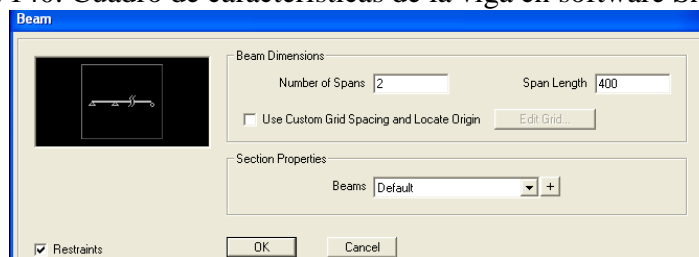 140. Cuadro de características de la viga en software
Beam
Beam Dimensions
Number of Spans 2 Span Length 400
Use Custom Grid Spacing and Locate Origin Edit Grid...
Section Properties
Beams Default +
Restraints OK Cancel